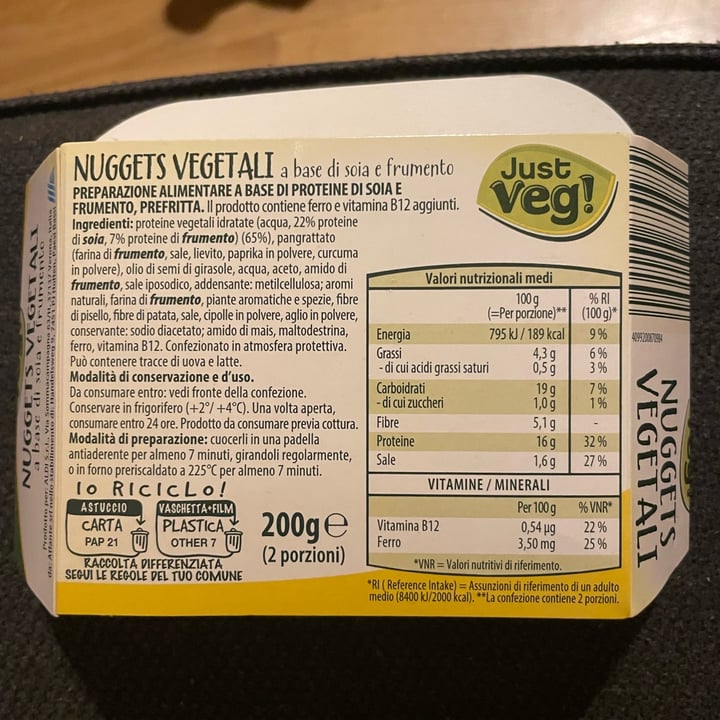 NUGGETS VEGETALI a base di soia e frumento
PREPARAZIONE ALIMENTARE A BASE DI PROTEINE DI SOIA E
FRUMENTO, PREFRITTA. Il prodotto contiene ferro e vitamina B12 aggiunti.
Ingredienti: proteine vegetali idratate (acqua, 22% proteine
di soia, 7% proteine di frumento) (65%), pangrattato
(farina di frumento, sale, lievito, paprika in polvere, curcuma
in polvere), olio di semi di girasole, acqua, aceto, amido di
frumento, sale iposodico, addensante: metilcellulosa; aromi
naturali, farina di frumento, piante aromatiche e spezie, fibre
di pisello, fibre di patata, sale, cipolle in polvere, aglio in polvere,
conservante: sodio diacetato; amido di mais, maltodestrina,
ferro, vitamina B12. Confezionato in atmosfera protettiva.
Può contenere tracce di uova e latte.
Modalità di conservazione e d'uso.
Da consumare entro: vedi fronte della confezione.
Conservare in frigorifero (+2°/ +4°C). Una volta aperta,
consumare entro 24 ore. Prodotto da consumare previa cottura.
Modalità di preparazione: cuocerli in una padella
antiaderente per almeno 7 minuti, girandoli regolarmente,
o in forno preriscaldato a 225°C per almeno 7 minuti.
Io RICICLo!
ASTUCCIO
CARTA
PAP 21
VASCHETTA+FILM
PLASTICA
OTHER 7
RACCOLTA DIFFERENZIATA
SEGUI LE REGOLE DEL TUO COMUNE
200g e
(2 porzioni)
Just
Veg!
Valori nutrizionali medi
100 g % RI
(=Per porzione)** (100 g)*
Energia 795 kJ / 189 kcal 9 %
Grassi 4,3 g 6 %
- di cui acidi grassi saturi 0,5 g 3 %
Carboidrati 19 g 7 %
- di cui zuccheri 1,0 g 1 %
Fibre 5,1 g -
Proteine 16 g 32 %
Sale 1,6 g 27 %
VITAMINE / MINERALI
Per 100 g % VNR*
Vitamina B12 0,54 µg 22 %
Ferro 3,50 mg 25 %
*VNR = Valori nutritivi di riferimento.
*RI ( Reference Intake) = Assunzioni di riferimento di un adulto
medio (8400 kJ/2000 kcal). **La confezione contiene 2 porzioni.
NUGGETS VEGETALI
a base di soia e frumento
Prodotto per: ALDI S.r.l., Via Sommacampagna
NUGGETS
VEGETALI